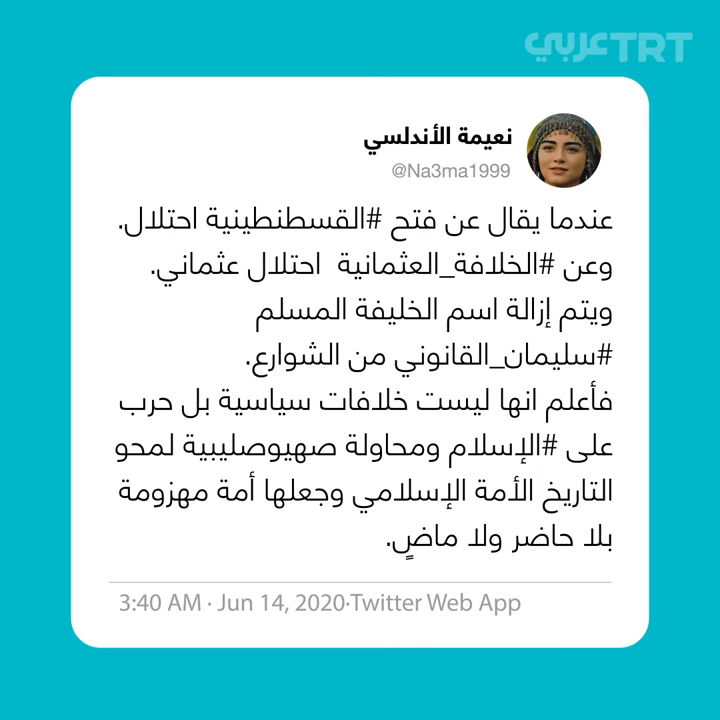 TRT عربي
نعيمة الأندلسي
@Na3ma1999
عندما يقال عن فتح #القسطنطينية احتلال.
وعن #الخلافة_العثمانية احتلال عثماني.
ويتم إزالة اسم الخليفة المسلم
#سليمان_القانوني من الشوارع.
فأعلم انها ليست خلافات سياسية بل حرب
على #الإسلام ومحاولة صهيوصليبية لمحو
التاريخ الأمة الإسلامي وجعلها أمة مهزومة
بلا حاضر ولا ماضٍ.
3:40 AM · Jun 14, 2020·Twitter Web App